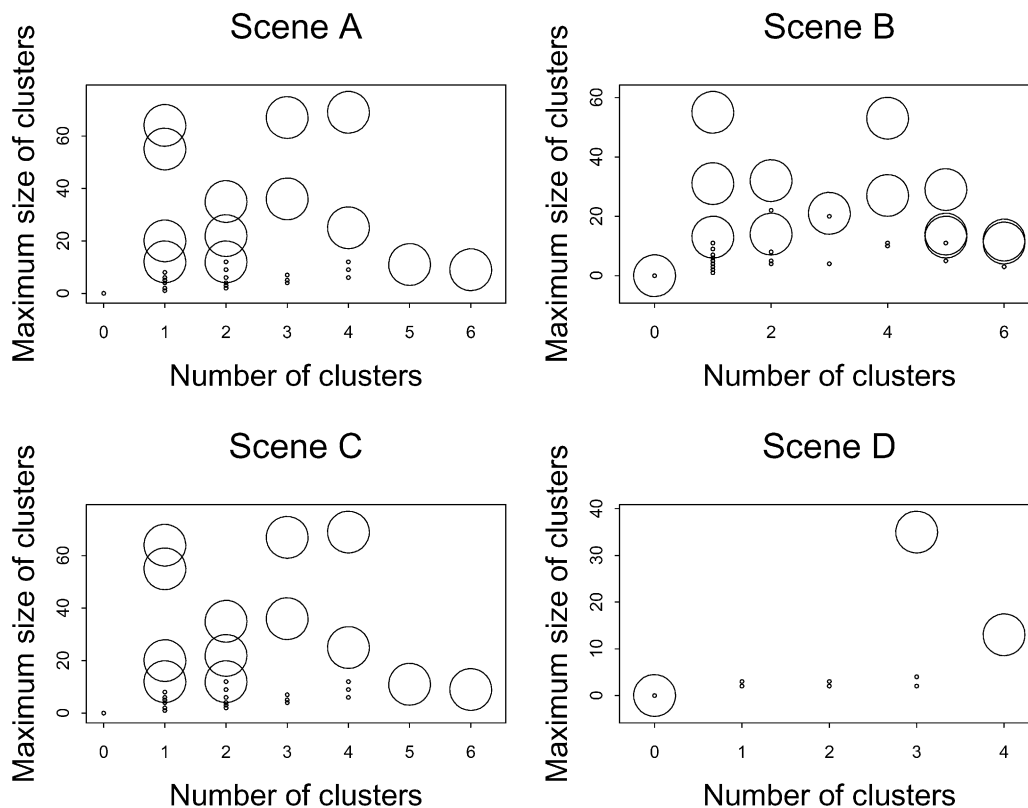 Scene A
Maximum size of clusters
0 20 40 60
0 1 2 3 4 5 6
Number of clusters
Scene B
Maximum size of clusters
0 20 40 60
0 1 2 3 4 5 6
Number of clusters
Scene C
Maximum size of clusters
0 20 40 60
0 1 2 3 4 5 6
Number of clusters
Scene D
Maximum size of clusters
0 10 20 30 40
0 1 2 3 4
Number of clusters